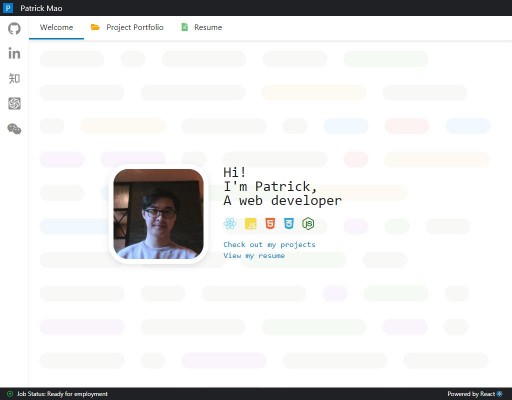 P Patrick Mao
Welcome Project Portfolio Resume
in
知
Hi!
I'm Patrick,
A web developer
JS
Check out my projects
View my resume
Job Status: Ready for employment Powered by React